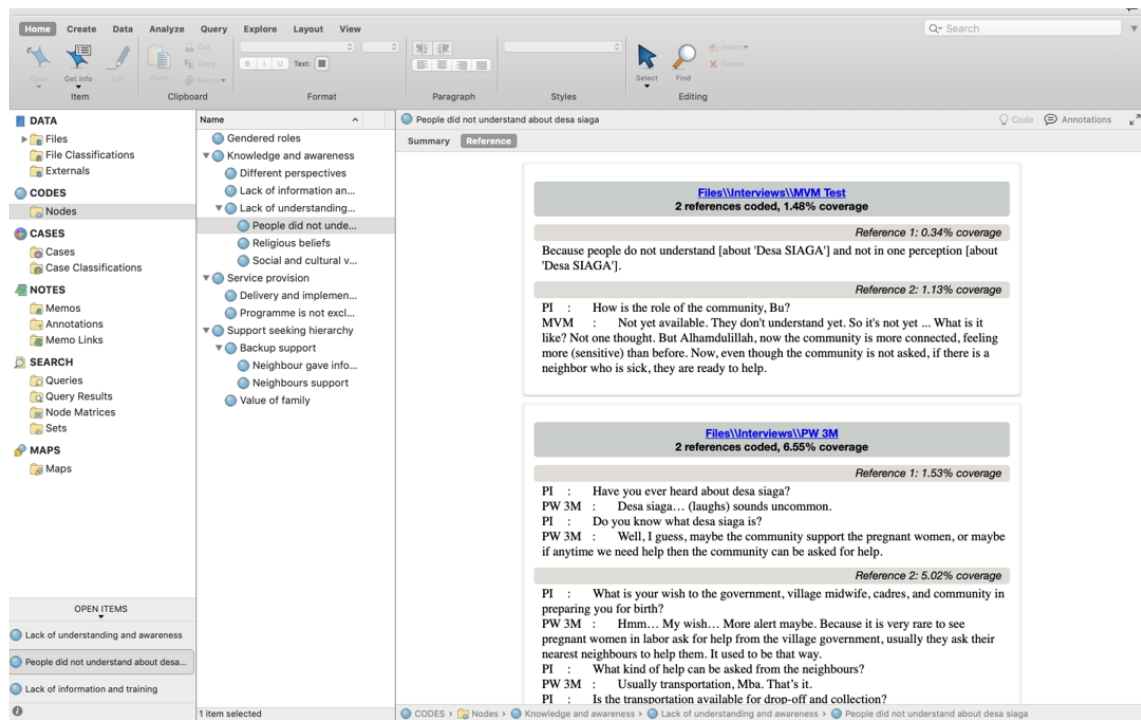 Home Create Data Analyze Query Explore Layout View
Search
Open Get Info Edit Paste Cut Copy Merge
B I U Text:
Select Find Insert Delete
Item Clipboard Format Paragraph Styles Editing
DATA
Files
File Classifications
Externals
CODES
Nodes
CASES
Cases
Case Classifications
NOTES
Memos
Annotations
Memo Links
SEARCH
Queries
Query Results
Node Matrices
Sets
MAPS
Maps
OPEN ITEMS
Lack of understanding and awareness
People did not understand about desa...
Lack of information and training
Name
Gendered roles
Knowledge and awareness
Different perspectives
Lack of information an...
Lack of understanding...
People did not unde...
Religious beliefs
Social and cultural v...
Service provision
Delivery and implemen...
Programme is not excl...
Support seeking hierarchy
Backup support
Neighbour gave info...
Neighbours support
Value of family
1 item selected
People did not understand about desa siaga
Code Annotations
Summary Reference
Files\\Interviews\\MVM Test
2 references coded, 1.48% coverage
Reference 1: 0.34% coverage
Because people do not understand [about 'Desa SIAGA'] and not in one perception [about
'Desa SIAGA'].
Reference 2: 1.13% coverage
PI : How is the role of the community, Bu?
MVM : Not yet available. They don't understand yet. So it's not yet ... What is it
like? Not one thought. But Alhamdulillah, now the community is more connected, feeling
more (sensitive) than before. Now, even though the community is not asked, if there is a
neighbor who is sick, they are ready to help.
Files\\Interviews\\PW 3M
2 references coded, 6.55% coverage
Reference 1: 1.53% coverage
PI : Have you ever heard about desa siaga?
PW 3M : Desa siaga… (laughs) sounds uncommon.
PI : Do you know what desa siaga is?
PW 3M : Well, I guess, maybe the community support the pregnant women, or maybe
if anytime we need help then the community can be asked for help.
Reference 2: 5.02% coverage
PI : What is your wish to the government, village midwife, cadres, and community in
preparing you for birth?
PW 3M : Hmm… My wish… More alert maybe. Because it is very rare to see
pregnant women in labor ask for help from the village government, usually they ask their
nearest neighbours to help them. It used to be that way.
PI : What kind of help can be asked from the neighbours?
PW 3M : Usually transportation, Mba. That's it.
PI : Is the transportation available for drop-off and collection?
CODES › Nodes › Knowledge and awareness › Lack of understanding and awareness › People did not understand about desa siaga